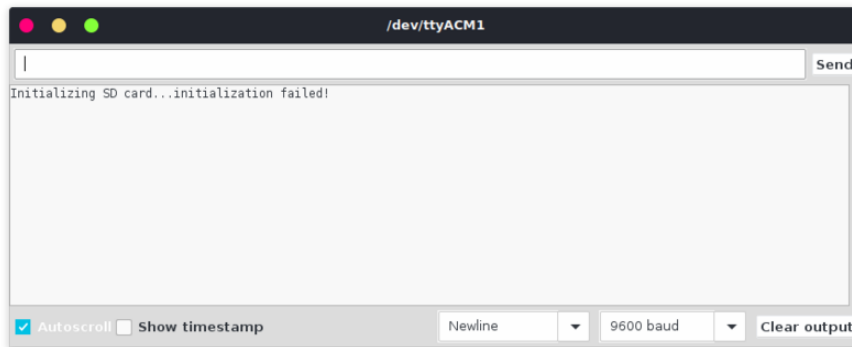 /dev/ttyACM1
Send
Initializing SD card...initialization failed!
Autoscroll Show timestamp Newline 9600 baud Clear output